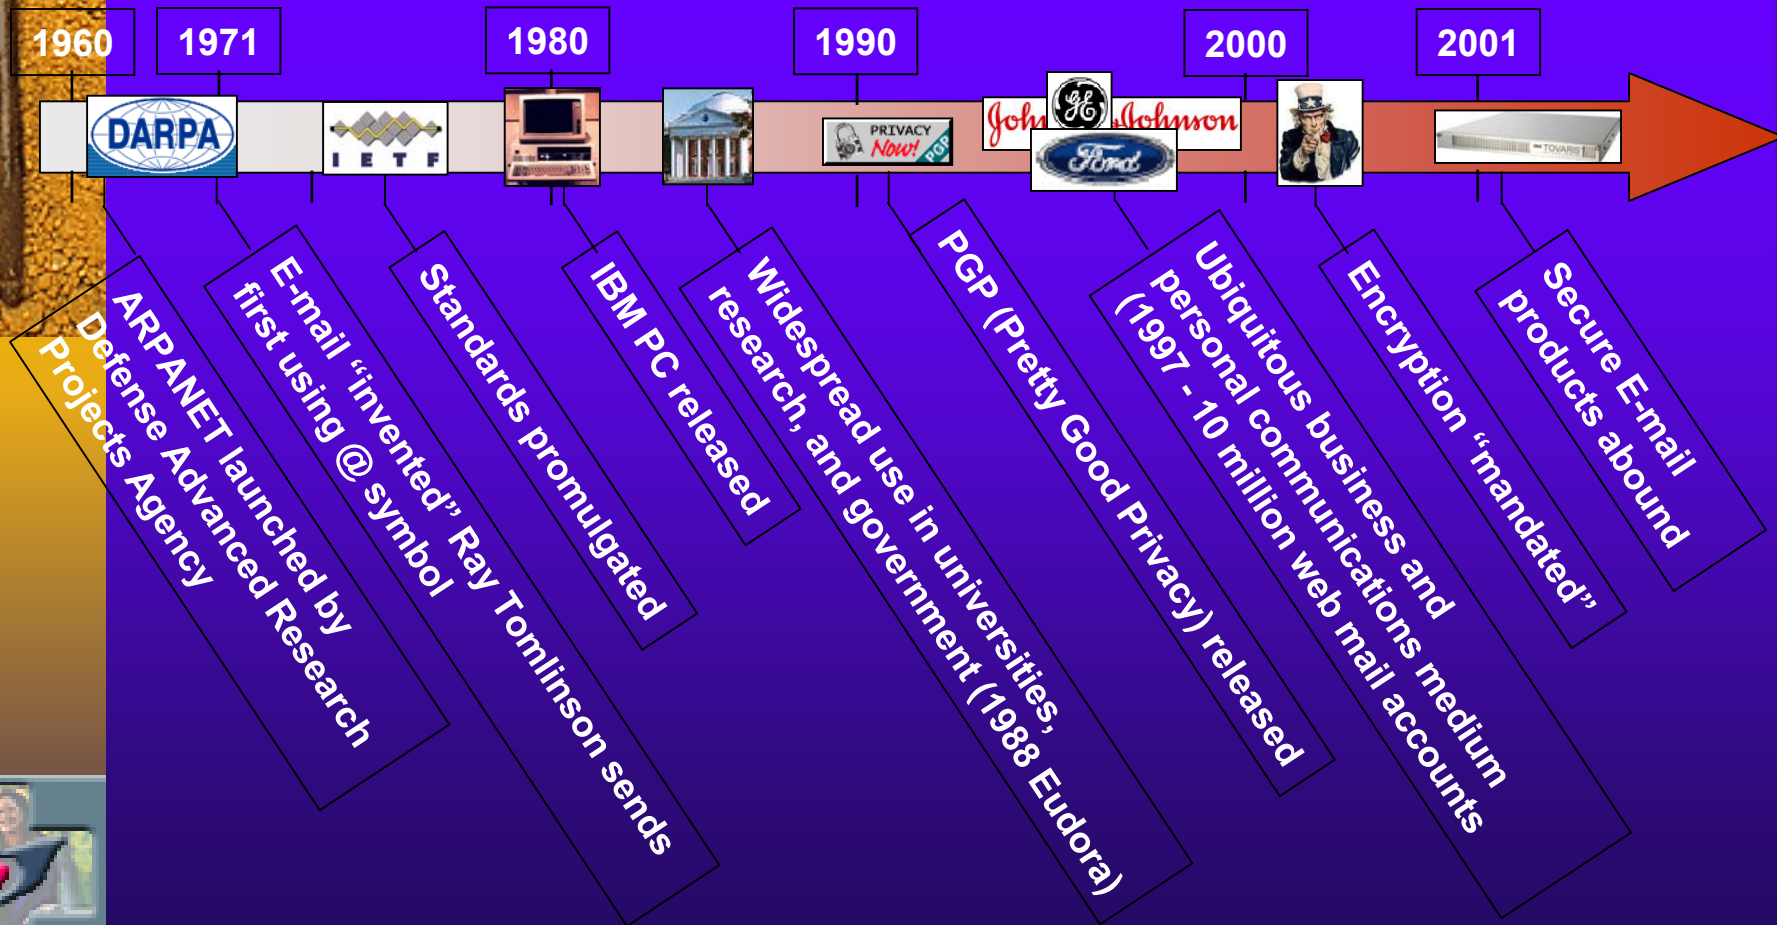 1960
1971
1980
1990
2000
2001
DARPA
I E T F
PRIVACY
Now!
PGP
GE
Johnson
Ford
TOVARIS
ARPANET launched by
Defense Advanced Research
Projects Agency
E-mail “invented” Ray Tomlinson sends
first using @ symbol
Standards promulgated
IBM PC released
Widespread use in universities,
research, and government (1988 Eudora)
PGP (Pretty Good Privacy) released
Ubiquitous business and
personal communications medium
(1997 - 10 million web mail accounts
Encryption “mandated”
Secure E-mail
products abound